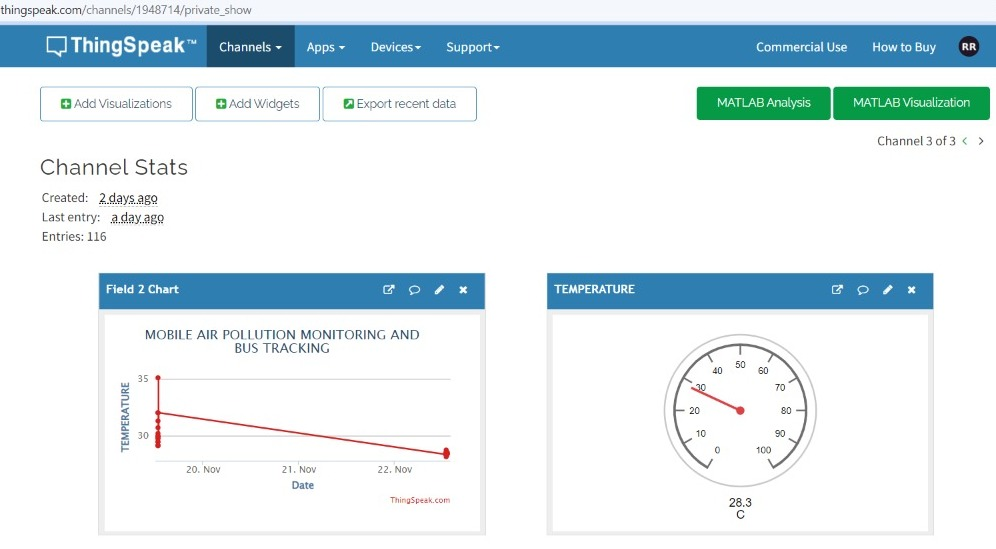 thingspeak.com/channels/1948714/private_show
ThingSpeak™ Channels Apps Devices Support Commercial Use How to Buy RR
Add Visualizations Add Widgets Export recent data MATLAB Analysis MATLAB Visualization
Channel 3 of 3 < >
Channel Stats
Created: 2 days ago
Last entry: a day ago
Entries: 116
Field 2 Chart
MOBILE AIR POLLUTION MONITORING AND
BUS TRACKING
TEMPERATURE
35
30
20. Nov 21. Nov 22. Nov
Date
ThingSpeak.com
TEMPERATURE
0 10 20 30 40 50 60 70 80 90 100
28.3
C